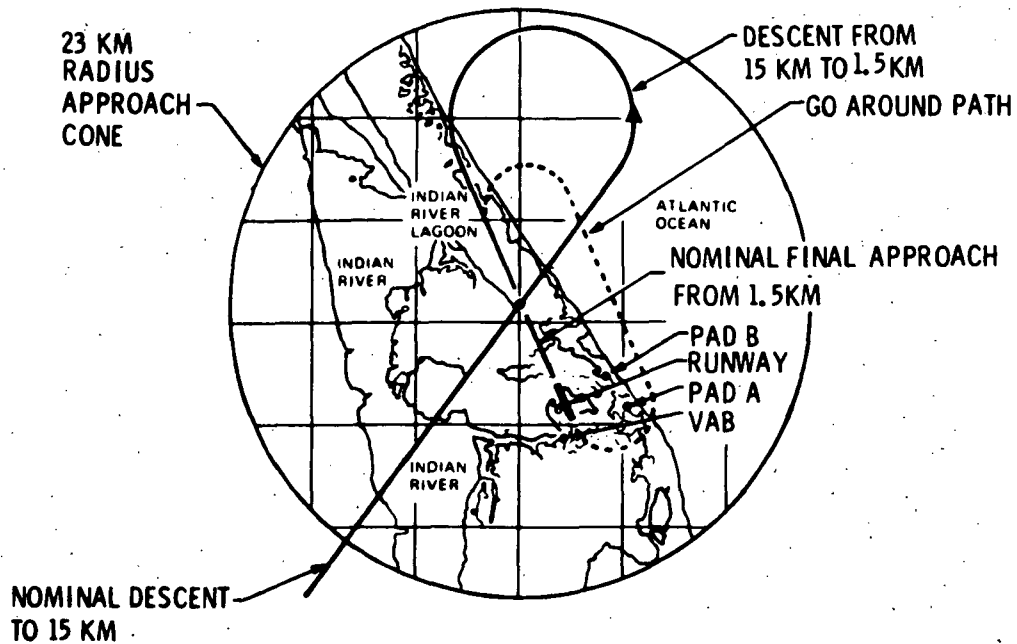 23 KM
RADIUS
APPROACH
CONE
DESCENT FROM
15 KM TO 1.5KM
GO AROUND PATH
INDIAN
RIVER
LAGOON
ATLANTIC
OCEAN
INDIAN
RIVER
NOMINAL FINAL APPROACH
FROM 1.5KM
PAD B
RUNWAY
PAD A
VAB
INDIAN
RIVER
NOMINAL DESCENT
TO 15 KM